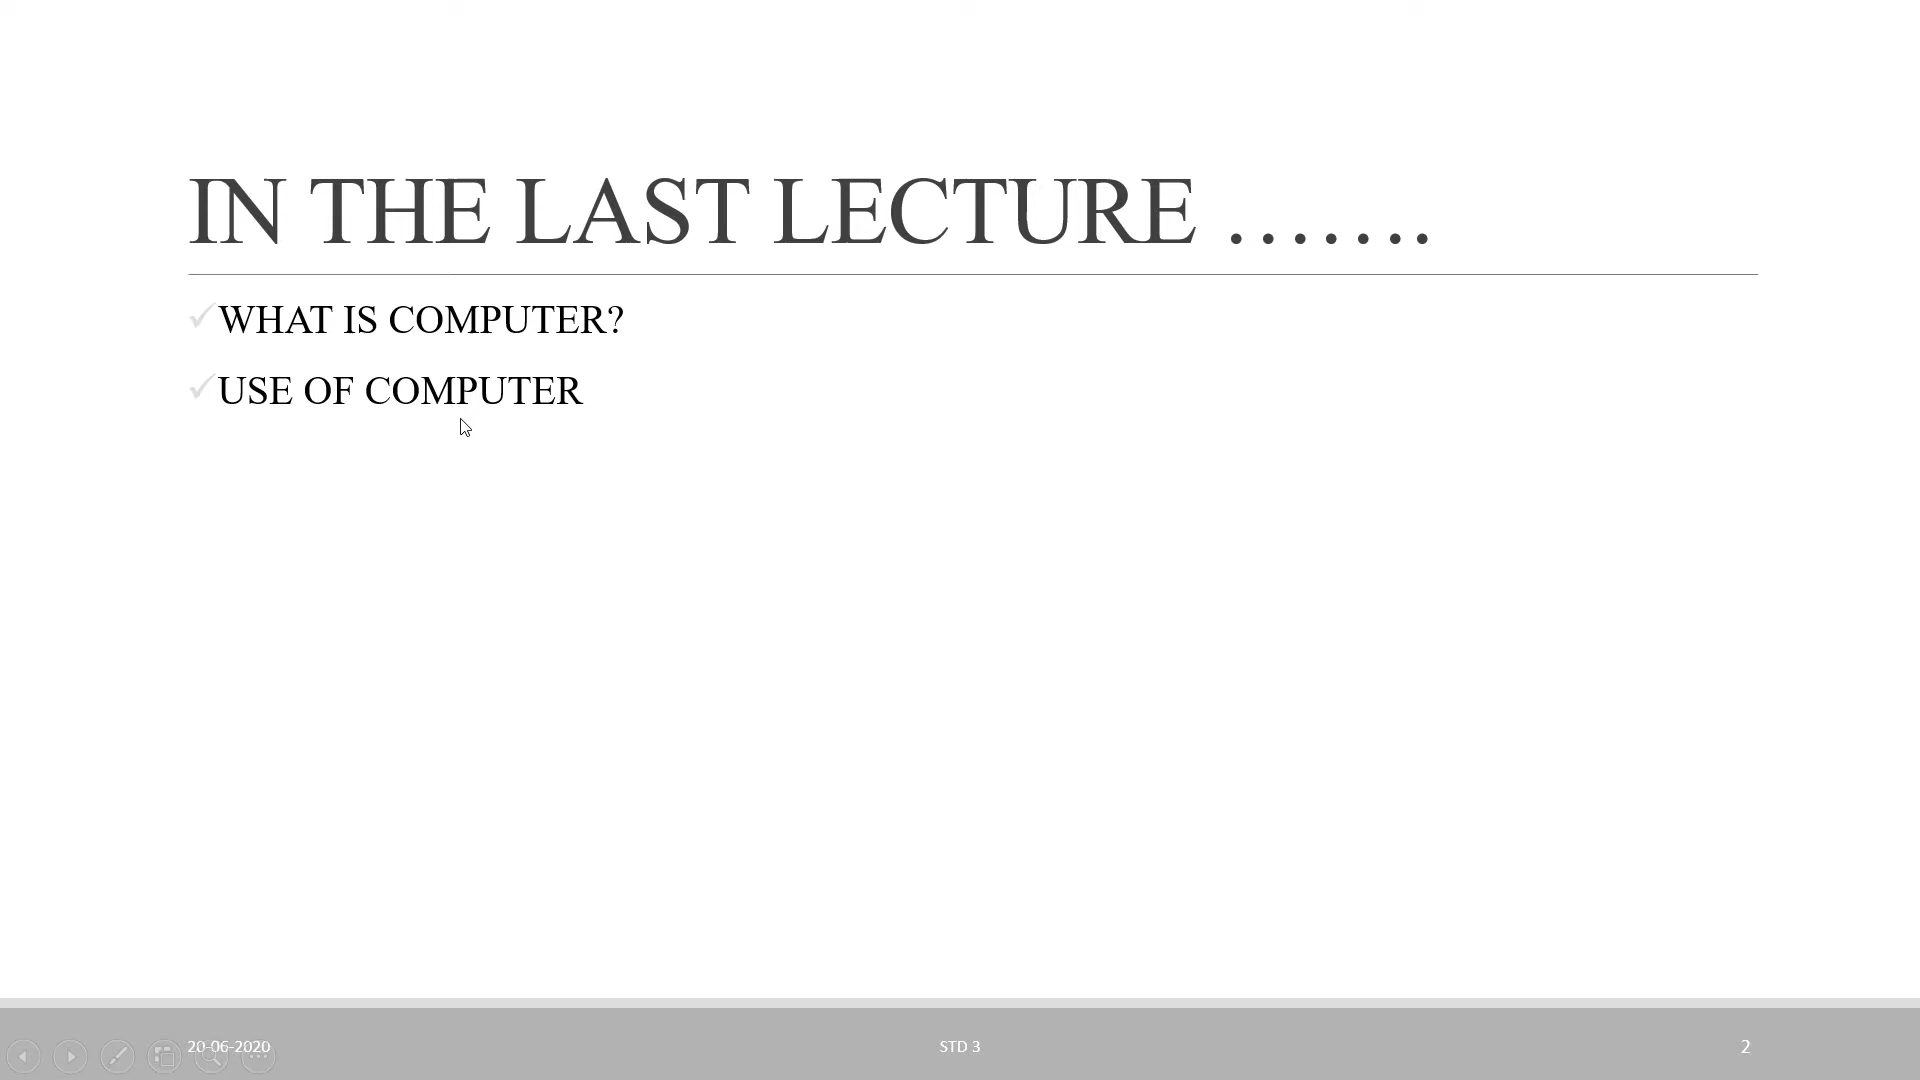 IN THE LAST LECTURE …….
WHAT IS COMPUTER?
USE OF COMPUTER
20-06-2020
STD 3
2